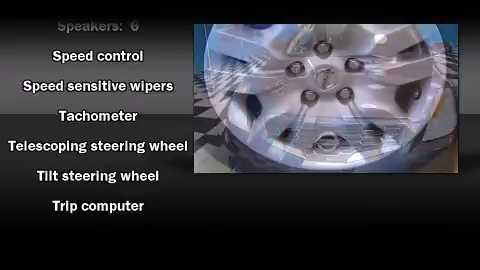 Speakers: 6
Speed control
Speed sensitive wipers
Tachometer
Telescoping steering wheel
Tilt steering wheel
Trip computer